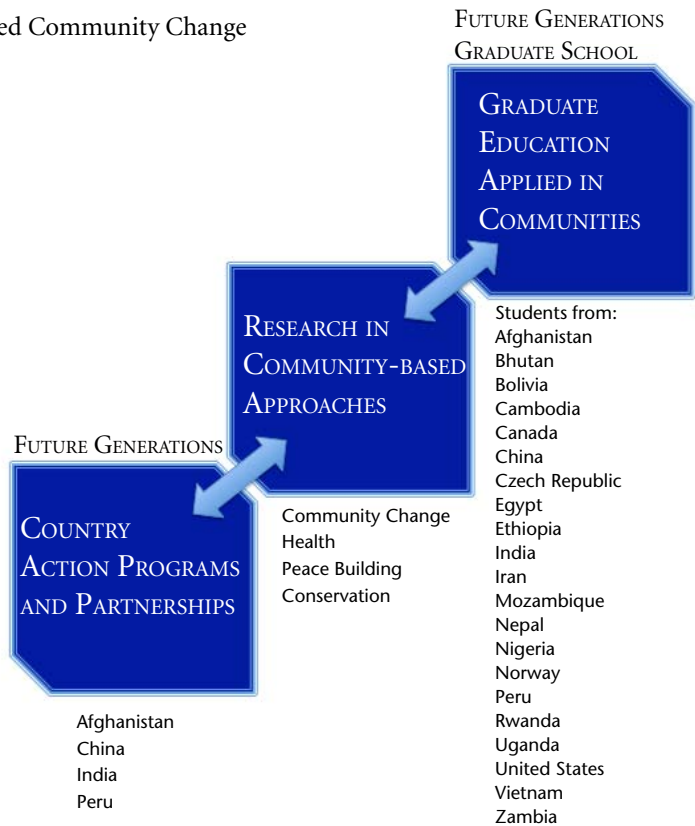 Community Change
FUTURE GENERATIONS
GRADUATE SCHOOL
GRADUATE
EDUCATION
APPLIED IN
COMMUNITIES
Students from:
Afghanistan
Bhutan
Bolivia
Cambodia
Canada
China
Czech Republic
Egypt
Ethiopia
India
Iran
Mozambique
Nepal
Nigeria
Norway
Peru
Rwanda
Uganda
United States
Vietnam
Zambia
RESEARCH IN
COMMUNITY-BASED
APPROACHES
Community Change
Health
Peace Building
Conservation
FUTURE GENERATIONS
COUNTRY
ACTION PROGRAMS
AND PARTNERSHIPS
Afghanistan
China
India
Peru